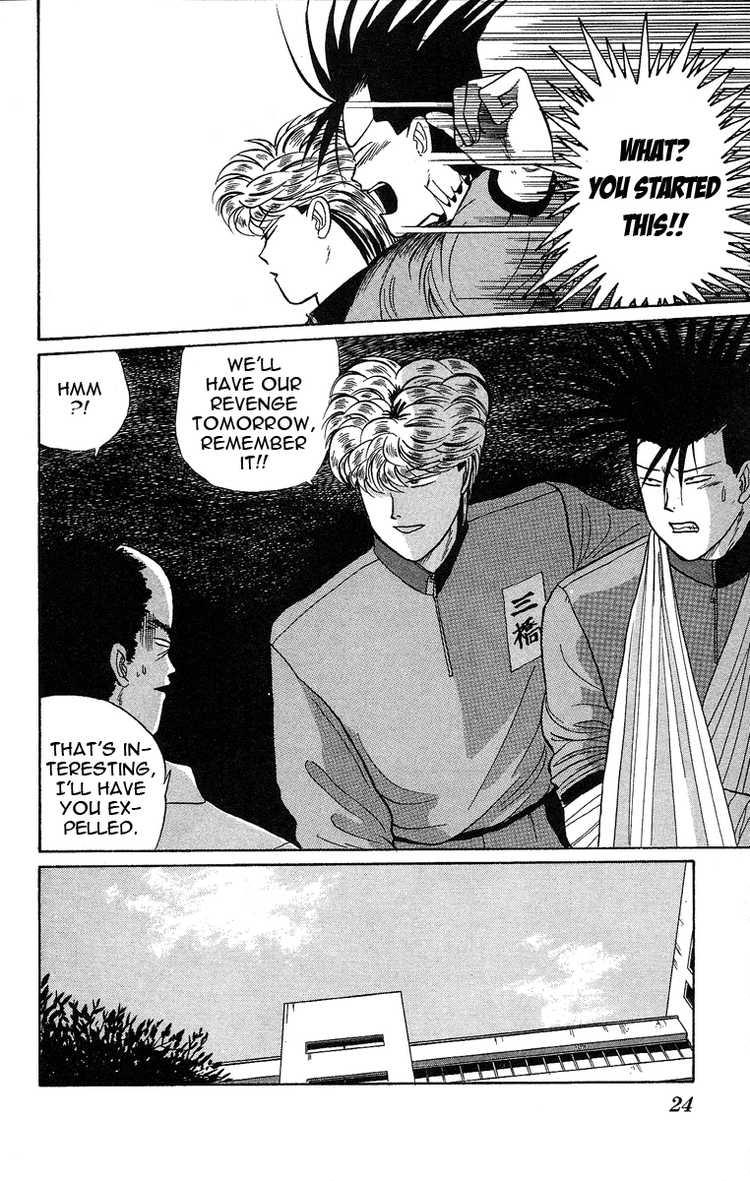 WHAT?
YOU STARTED
THIS!!
WE'LL
HAVE OUR
REVENGE
TOMORROW,
REMEMBER
IT!!
三
橋
HMM
?!
THAT'S IN-
TERESTING,
I'LL HAVE
YOU EX-
PELLED.
24